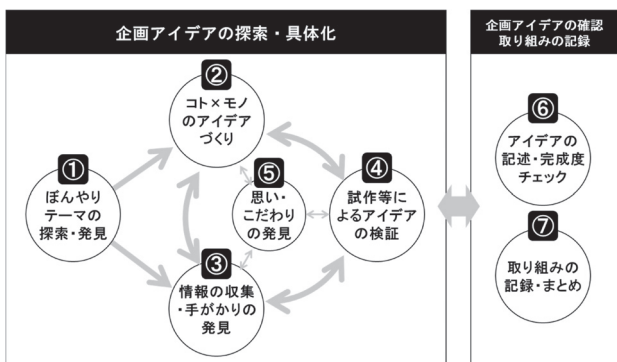 企画アイデアの探索・具体化
企画アイデアの確認
取り組みの記録
①
ぼんやり
テーマの
探索・発見
②
コト×モノ
のアイデア
づくり
③
情報の収集
・手がかりの
発見
④
試作等に
よるアイデア
の検証
⑤
思い・
こだわり
の発見
⑥
アイデアの
記述・完成度
チェック
⑦
取り組みの
記録・まとめ